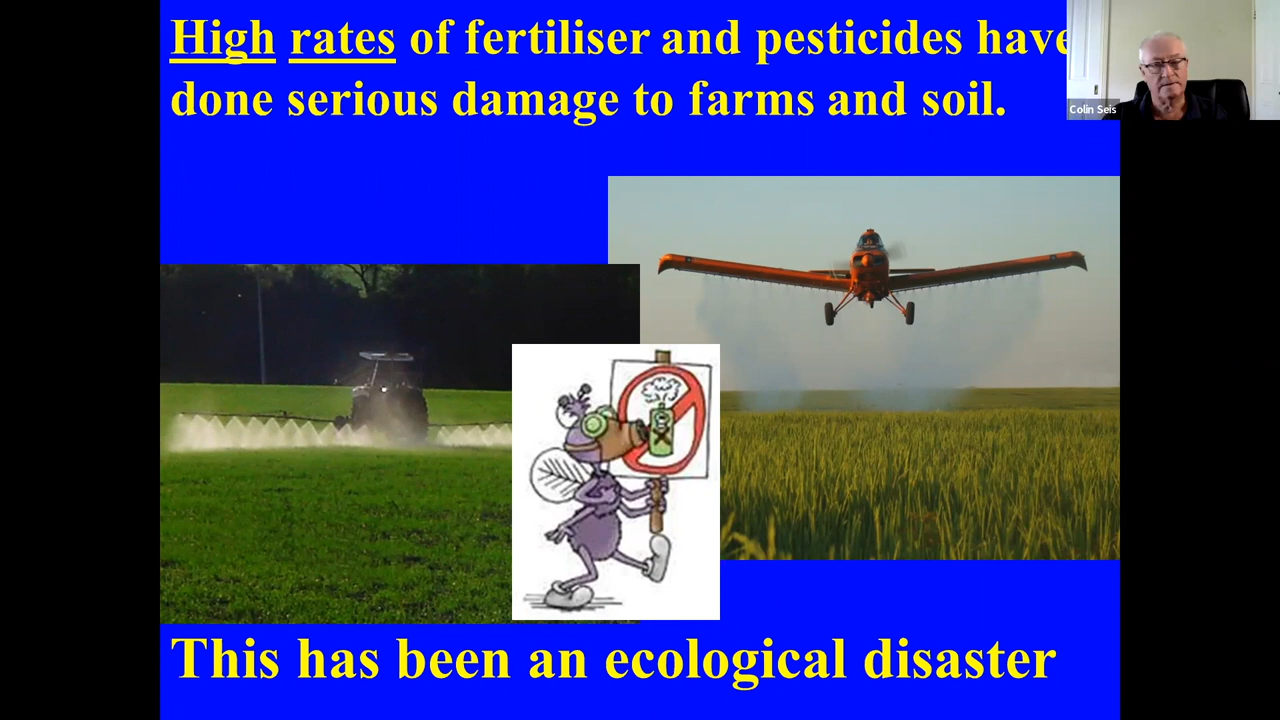 High rates of fertiliser and pesticides have
done serious damage to farms and soil.
Colin Seis
This has been an ecological disaster